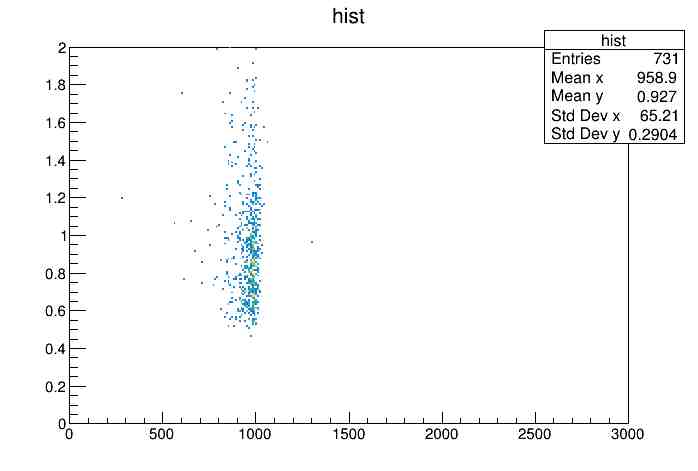 hist
hist
Entries 731
Mean x 958.9
Mean y 0.927
Std Dev x 65.21
Std Dev y 0.2904
2
1.8
1.6
1.4
1.2
1
0.8
0.6
0.4
0.2
0
0 500 1000 1500 2000 2500 3000